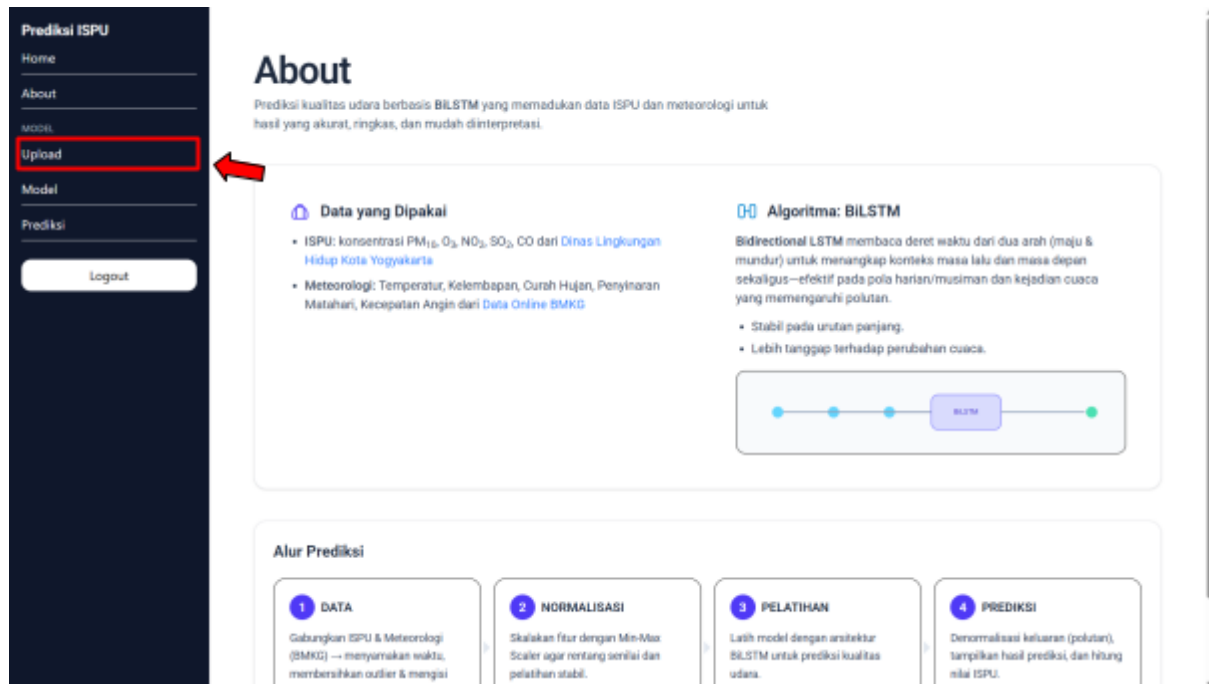 Prediksi ISPU
Home
About
MODEL
Upload
Model
Prediksi
Logout
About
Prediksi kualitas udara berbasis BiLSTM yang memadukan data ISPU dan meteorologi untuk
hasil yang akurat, ringkas, dan mudah diinterpretasi.
Data yang Dipakai
• ISPU: konsentrasi PM₁₀, O₃, NO₂, SO₂, CO dari Dinas Lingkungan
Hidup Kota Yogyakarta
• Meteorologi: Temperatur, Kelembapan, Curah Hujan, Penyinaran
Matahari, Kecepatan Angin dari Data Online BMKG
Algoritma: BiLSTM
Bidirectional LSTM membaca deret waktu dari dua arah (maju &
mundur) untuk menangkap konteks masa lalu dan masa depan
sekaligus—efektif pada pola harian/musiman dan kejadian cuaca
yang memengaruhi polutan.
• Stabil pada urutan panjang.
• Lebih tanggap terhadap perubahan cuaca.
BiLSTM
Alur Prediksi
1 DATA
Gabungkan ISPU & Meteorologi
(BMKG) → menyamakan waktu,
membersihkan outlier & mengisi
2 NORMALISASI
Skalakan fitur dengan Min-Max
Scaler agar rentang senilai dan
pelatihan stabil.
3 PELATIHAN
Latih model dengan arsitektur
BiLSTM untuk prediksi kualitas
udara.
4 PREDIKSI
Denormalisasi keluaran (polutan),
tampilkan hasil prediksi, dan hitung
nilai ISPU.